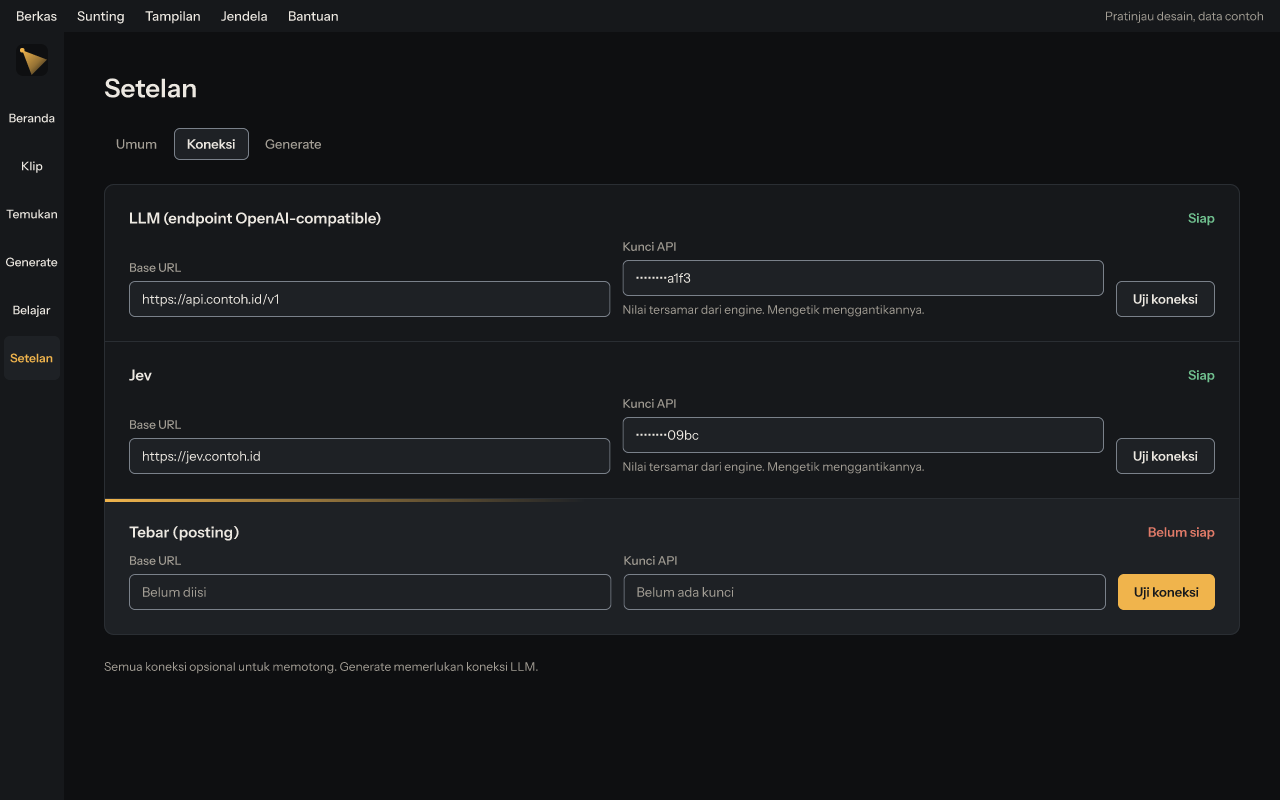 Berkas Sunting Tampilan Jendela Bantuan
Pratinjau desain, data contoh
Beranda
Klip
Temukan
Generate
Belajar
Setelan
Setelan
Umum Koneksi Generate
LLM (endpoint OpenAI-compatible)
Siap
Base URL
https://api.contoh.id/v1
Kunci API
••••••••a1f3
Nilai tersamar dari engine. Mengetik menggantikannya.
Uji koneksi
Jev
Siap
Base URL
https://jev.contoh.id
Kunci API
••••••••09bc
Nilai tersamar dari engine. Mengetik menggantikannya.
Uji koneksi
Tebar (posting)
Belum siap
Base URL
Belum diisi
Kunci API
Belum ada kunci
Uji koneksi
Semua koneksi opsional untuk memotong. Generate memerlukan koneksi LLM.